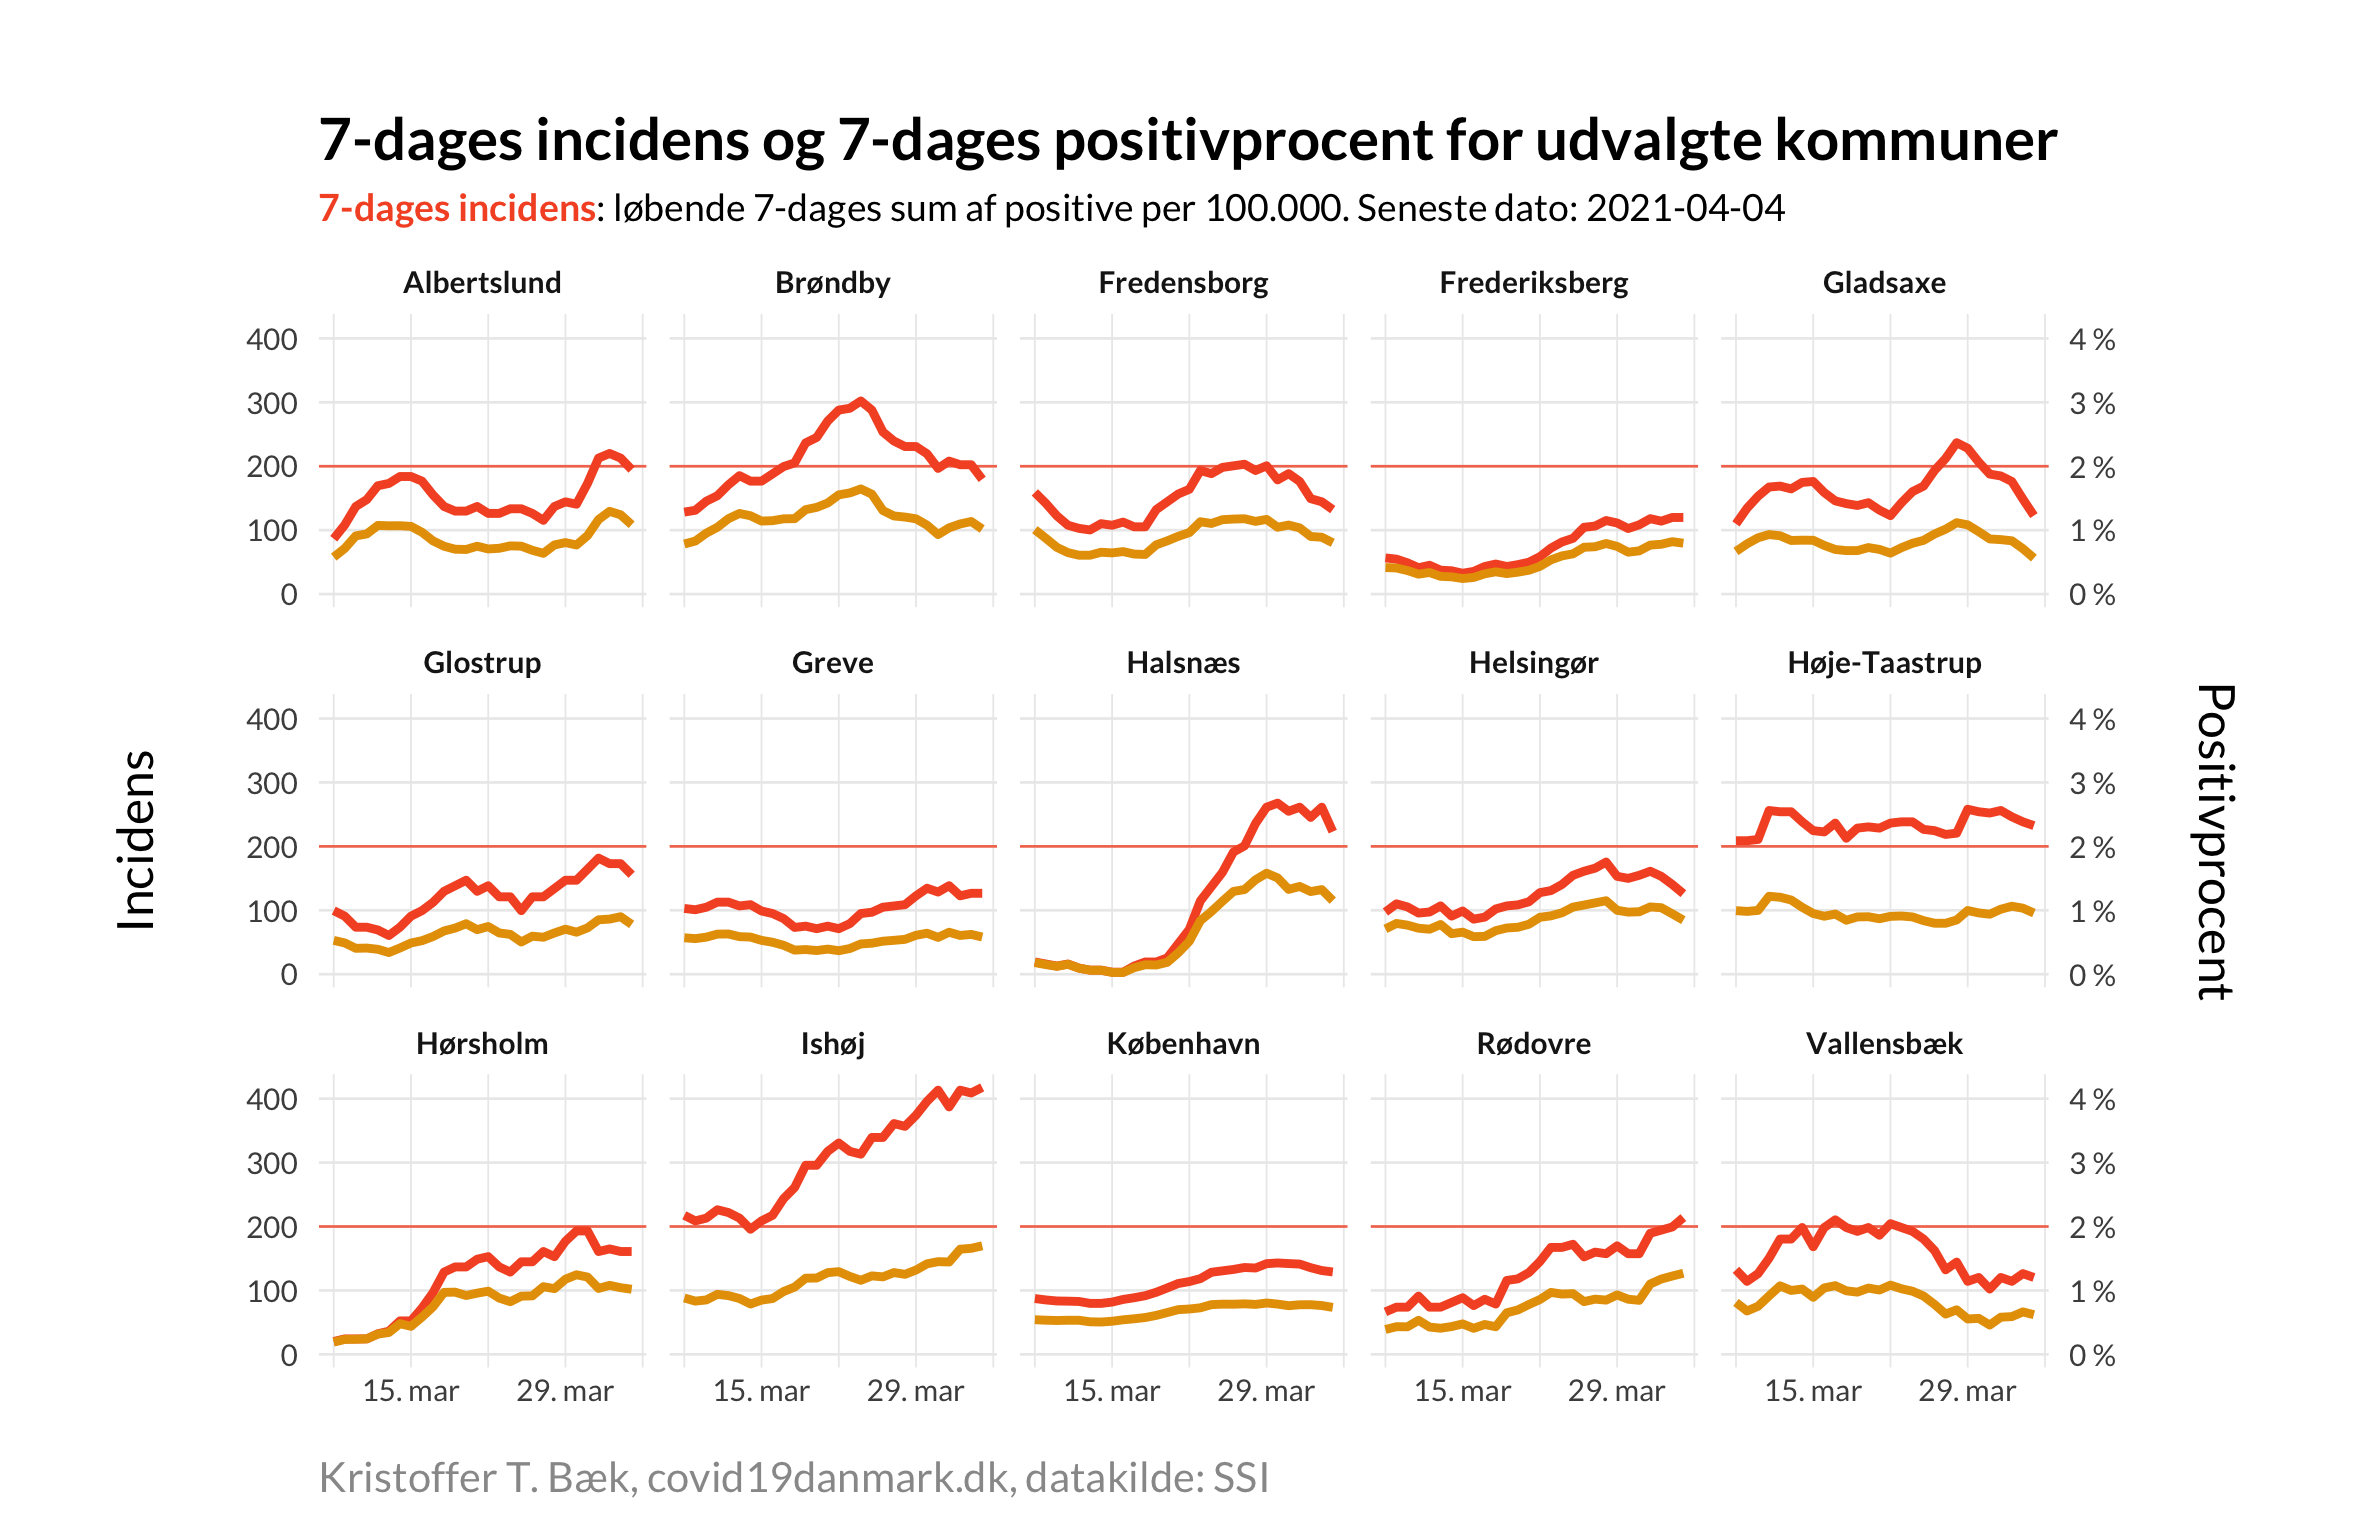 7-dages incidens og 7-dages positivprocent for udvalgte kommuner
7-dages incidens: løbende 7-dages sum af positive per 100.000. Seneste dato: 2021-04-04
Albertslund Brøndby Fredensborg Frederiksberg Gladsaxe
400 4 %
300 3 %
200 2 %
100 1 %
0 0 %
Glostrup Greve Halsnæs Helsingør Høje-Taastrup
400 4 %
300 3 %
200 2 %
100 1 %
0 0 %
Incidens
Positivprocent
Hørsholm Ishøj København Rødovre Vallensbæk
400 4 %
300 3 %
200 2 %
100 1 %
0 0 %
15. mar 29. mar 15. mar 29. mar 15. mar 29. mar 15. mar 29. mar 15. mar 29. mar
Kristoffer T. Bæk, covid19danmark.dk, datakilde: SSI